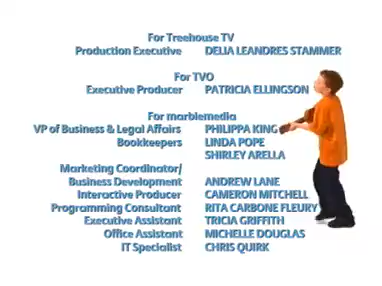 For Treehouse TV
Production Executive DELIA LEANDRES STAMMER
For TVO
Executive Producer PATRICIA ELLINGSON
For marblemedia
VP of Business & Legal Affairs PHILIPPA KING
Bookkeepers LINDA POPE
SHIRLEY ARELLA
Marketing Coordinator/
Business Development ANDREW LANE
Interactive Producer CAMERON MITCHELL
Programming Consultant RITA CARBONE FLEURY
Executive Assistant TRICIA GRIFFITH
Office Assistant MICHELLE DOUGLAS
IT Specialist CHRIS QUIRK